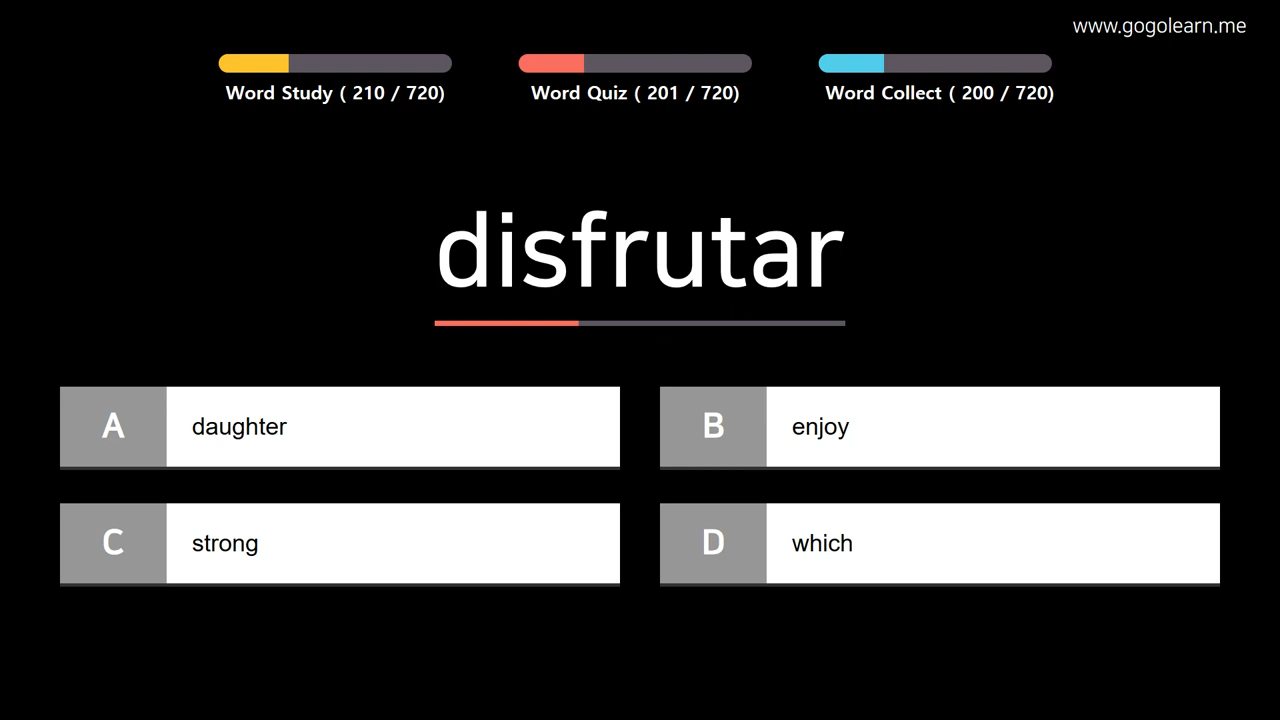 www.gogolearn.me
Word Study ( 210 / 720)
Word Quiz ( 201 / 720)
Word Collect ( 200 / 720)
disfrutar
A daughter
B enjoy
C strong
D which